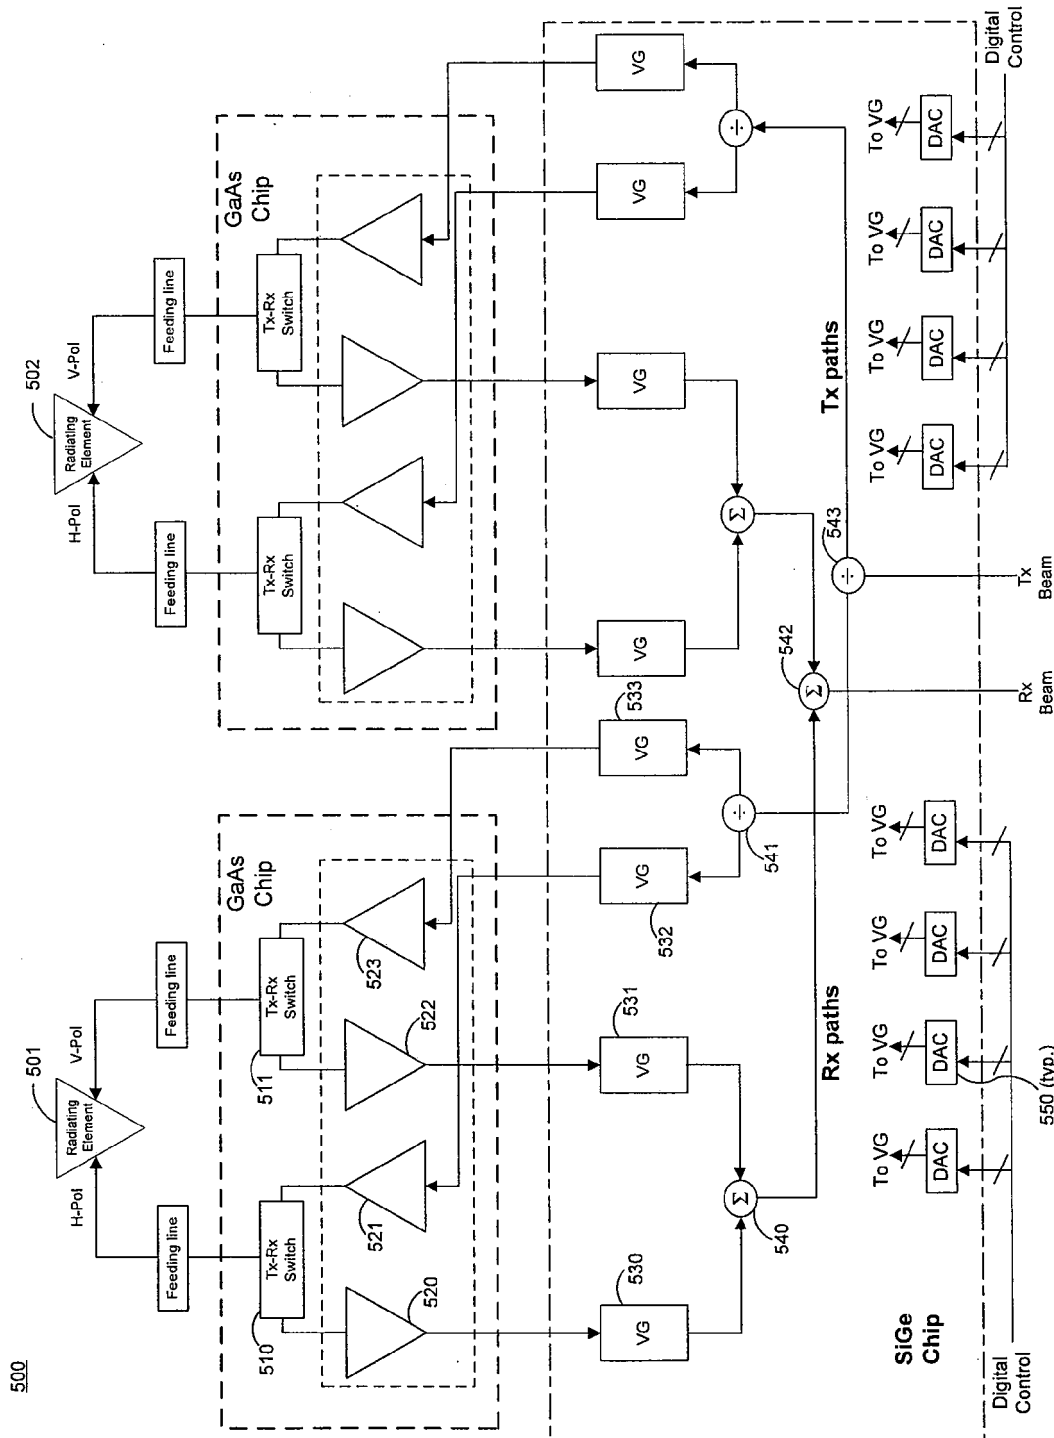 500
501
Radiating
Element
H-Pol
V-Pol
Feeding line
Feeding line
GaAs
Chip
Tx-Rx
Switch
Tx-Rx
Switch
510
511
520
521
522
523
VG
VG
VG
VG
530
531
532
533
Σ
540
÷
541
502
Radiating
Element
H-Pol
V-Pol
Feeding line
Feeding line
GaAs
Chip
Tx-Rx
Switch
Tx-Rx
Switch
VG
VG
VG
VG
Σ
÷
Σ
542
÷
543
Rx paths
Tx paths
SiGe
Chip
To VG
To VG
To VG
To VG
DAC
DAC
DAC
DAC
550 (typ.)
Digital
Control
Rx
Beam
Tx
Beam
To VG
To VG
To VG
To VG
DAC
DAC
DAC
DAC
Digital
Control